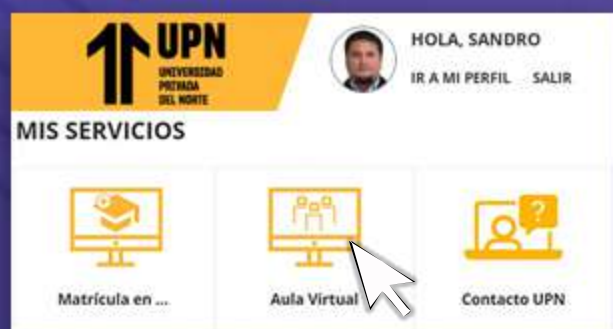 UPN
UNIVERSIDAD
PRIVADA
DEL NORTE
HOLA, SANDRO
IR A MI PERFIL SALIR
MIS SERVICIOS
?
Matrícula en ...
Aula Virtual
Contacto UPN